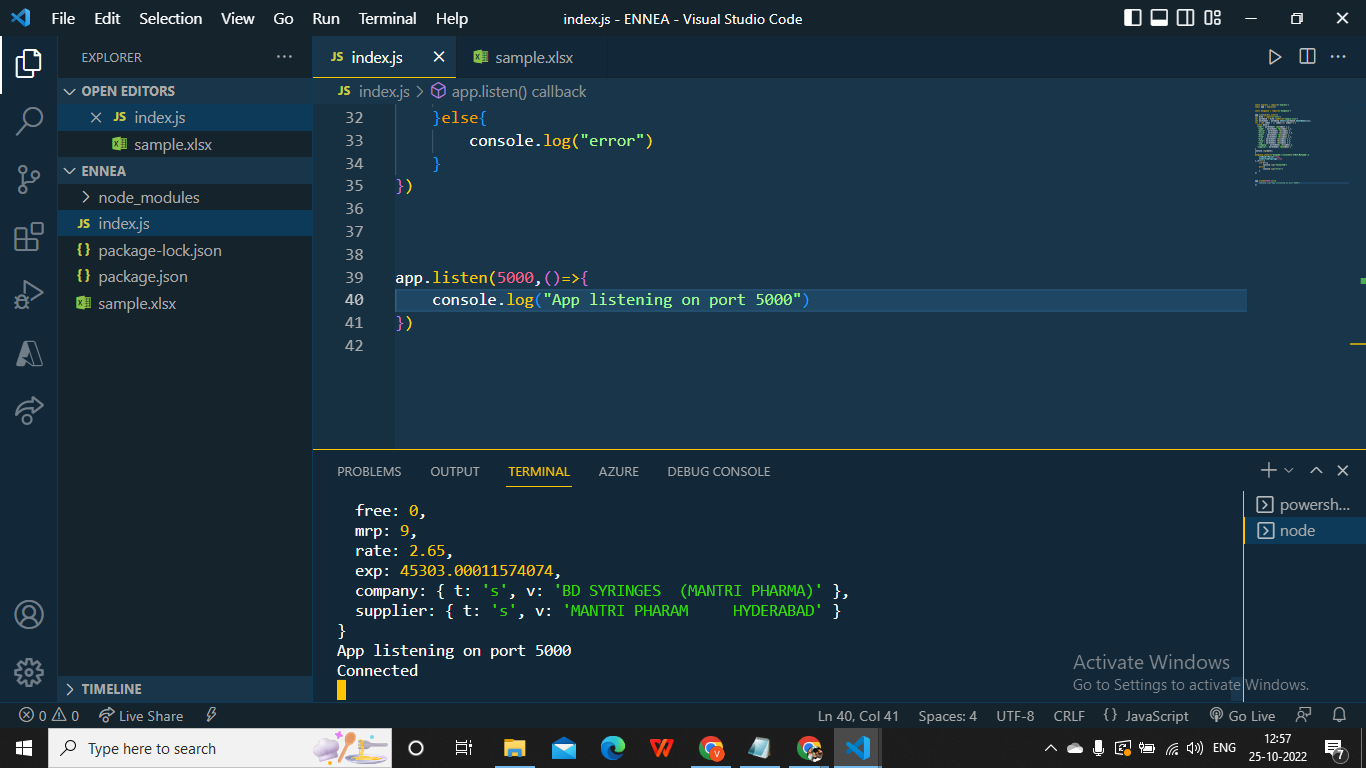 File Edit Selection View Go Run Terminal Help index.js - ENNEA - Visual Studio Code
EXPLORER ···
OPEN EDITORS
JS index.js
sample.xlsx
ENNEA
node_modules
JS index.js
{} package-lock.json
{} package.json
sample.xlsx
TIMELINE
JS index.js
sample.xlsx
JS index.js > app.listen() callback
32 }else{
33 console.log("error")
34 }
35 })
36
37
38
39 app.listen(5000,()=>{
40 console.log("App listening on port 5000")
41 })
42
PROBLEMS OUTPUT TERMINAL AZURE DEBUG CONSOLE
free: 0,
mrp: 9,
rate: 2.65,
exp: 45303.00011574074,
company: { t: 's', v: 'BD SYRINGES  (MANTRI PHARMA)' },
supplier: { t: 's', v: 'MANTRI PHARAM     HYDERABAD' }
}
App listening on port 5000
Connected
powersh...
node
Activate Windows
Go to Settings to activate Windows.
0 0 Live Share Ln 40, Col 41 Spaces: 4 UTF-8 CRLF {} JavaScript Go Live
Type here to search
W V ENG 12:57
25-10-2022
7